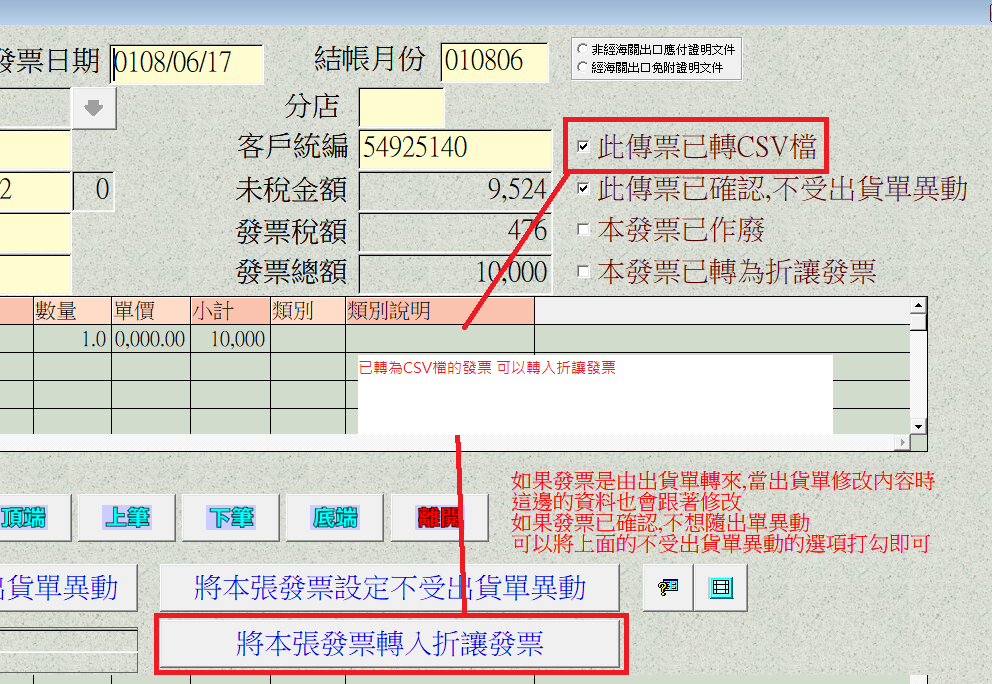 發票日期 0108/06/17 結帳月份 010806
非經海關出口應付證明文件
經海關出口免附證明文件
分店
客戶統編 54925140 此傳票已轉CSV檔
2 0 未稅金額 9,524 此傳票已確認,不受出貨單異動
發票稅額 476 本發票已作廢
發票總額 10,000 本發票已轉為折讓發票
數量 單價 小計 類別 類別說明
1.0 0,000.00 10,000
已轉為CSV檔的發票 可以轉入折讓發票
如果發票是由出貨單轉來,當出貨單修改內容時
這邊的資料也會跟著修改
如果發票已確認,不想隨出單異動
可以將上面的不受出貨單異動的選項打勾即可
頂端 上筆 下筆 底端 離開
出貨單異動 將本張發票設定不受出貨單異動
將本張發票轉入折讓發票